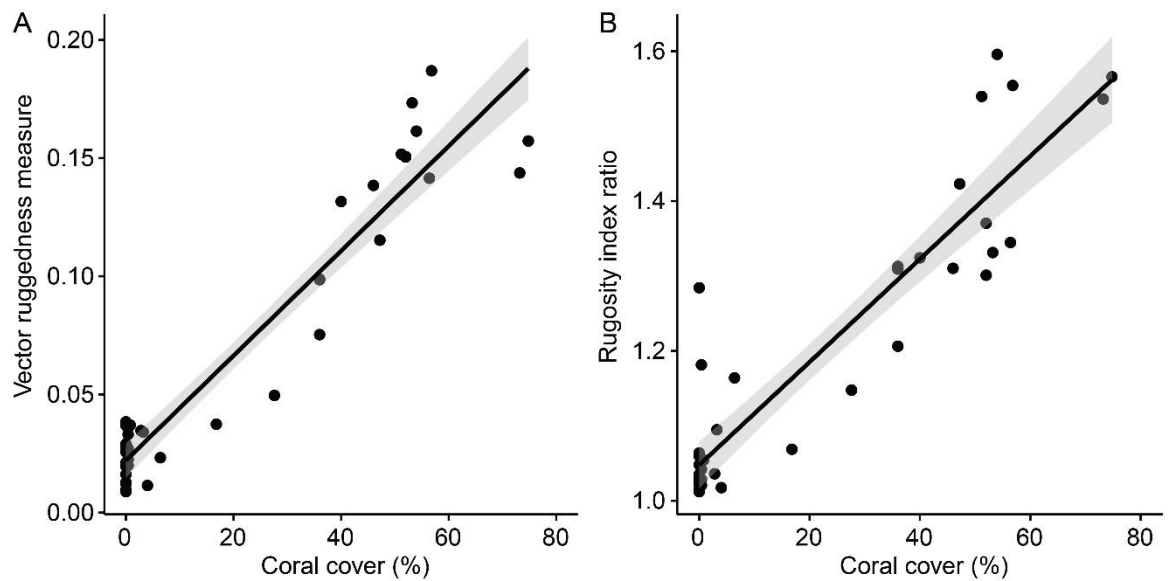 A
Vector ruggedness measure
0.20
0.15
0.10
0.05
0.00
0 20 40 60 80
Coral cover (%)
B
Rugosity index ratio
1.6
1.4
1.2
1.0
0 20 40 60 80
Coral cover (%)